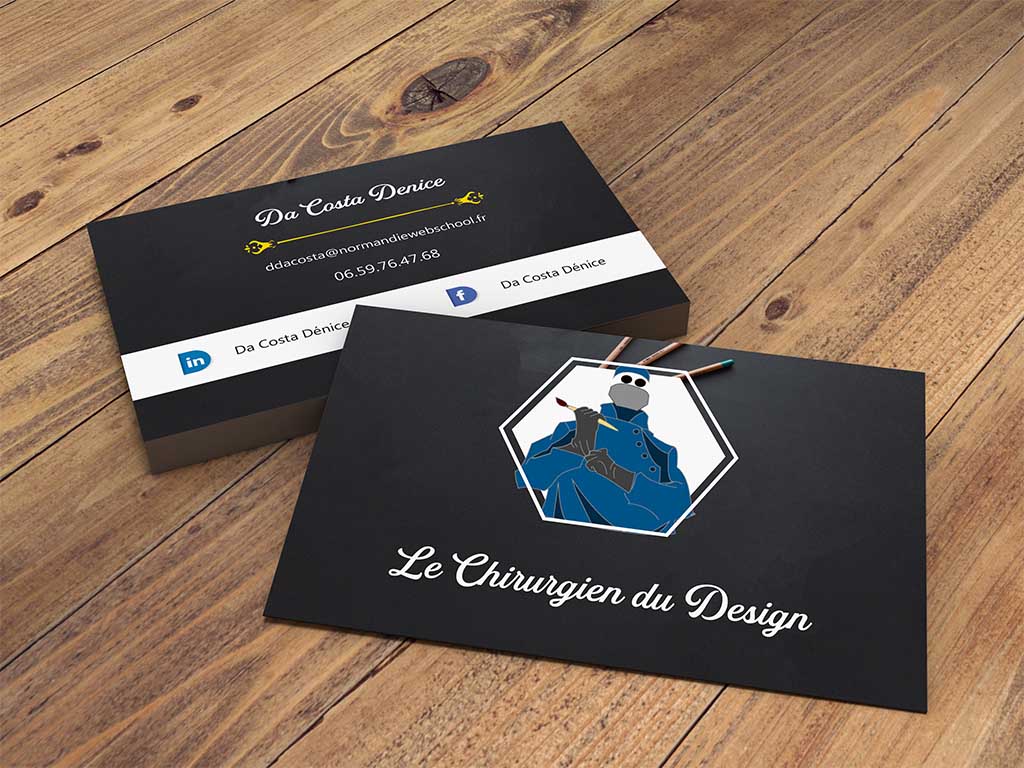 Da Costa Denice
ddacosta@normandiewebschool.fr
06.59.76.47.68
in Da Costa Dénice
f Da Costa Dénice
Le Chirurgien du Design